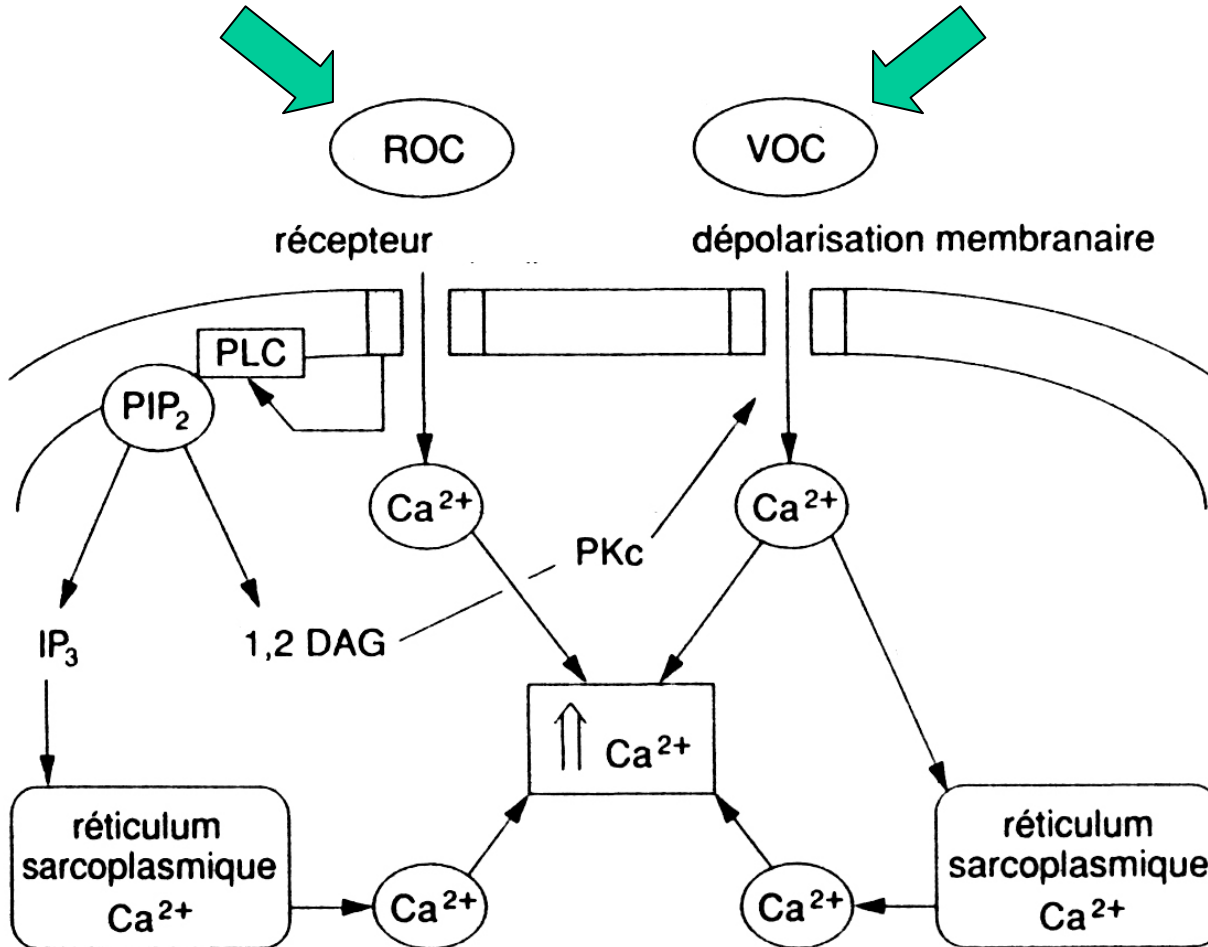 ROC
VOC
récepteur
dépolarisation membranaire
PLC
PIP₂
Ca²⁺
Ca²⁺
PKc
IP₃
1,2 DAG
⇑ Ca²⁺
réticulum
sarcoplasmique
Ca²⁺
Ca²⁺
Ca²⁺
réticulum
sarcoplasmique
Ca²⁺